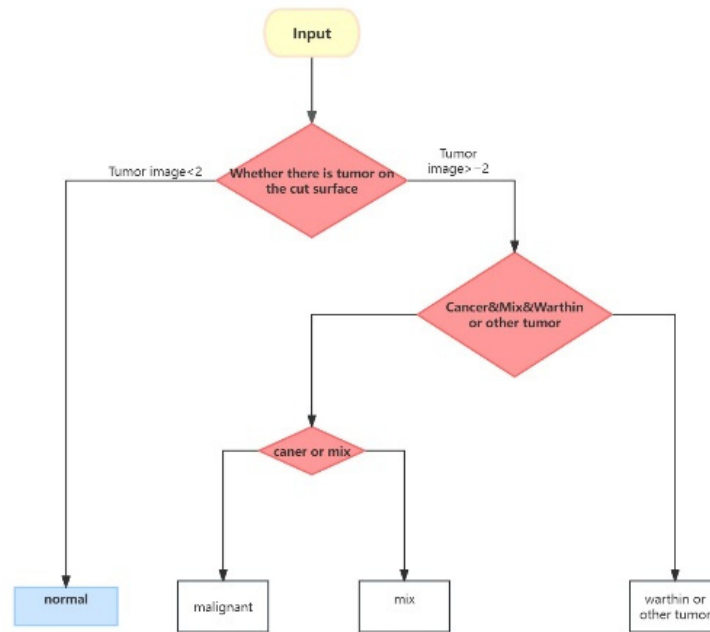 Input
Whether there is tumor on
the cut surface
Tumor image<2
Tumor
image>=2
Cancer&Mix&Warthin
or other tumor
caner or mix
normal
malignant
mix
warthin or
other tumor